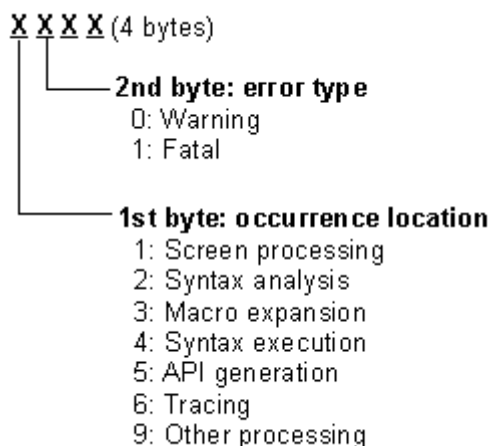 X X X X (4 bytes)
2nd byte: error type
0: Warning
1: Fatal
1st byte: occurrence location
1: Screen processing
2: Syntax analysis
3: Macro expansion
4: Syntax execution
5: API generation
6: Tracing
9: Other processing